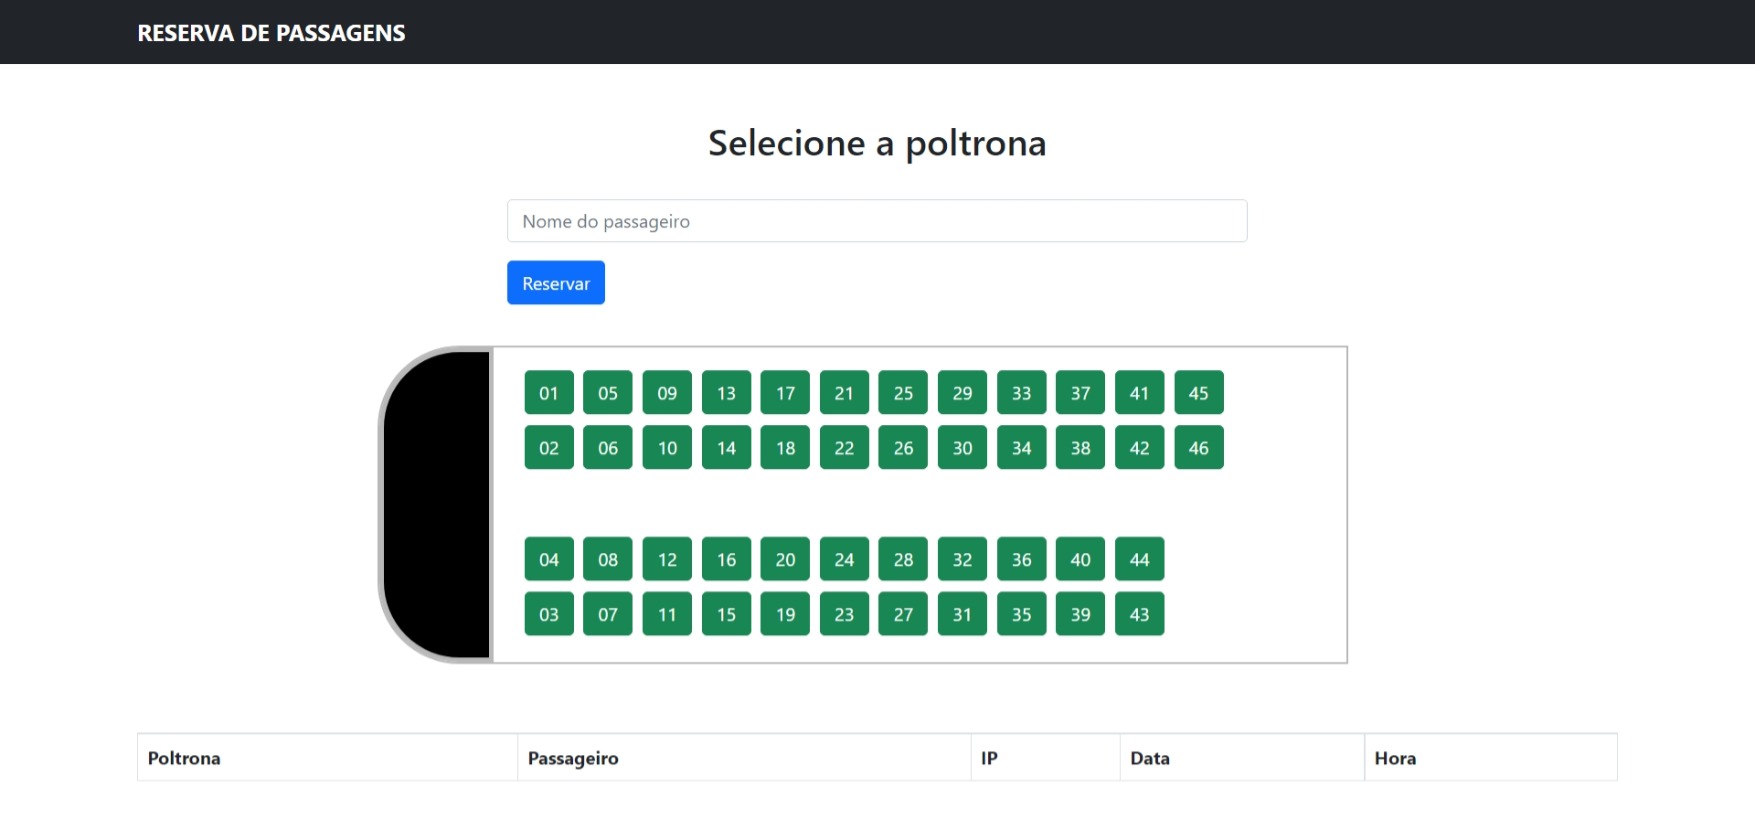 RESERVA DE PASSAGENS
Selecione a poltrona
Nome do passageiro
Reservar
01 05 09 13 17 21 25 29 33 37 41 45
02 06 10 14 18 22 26 30 34 38 42 46
04 08 12 16 20 24 28 32 36 40 44
03 07 11 15 19 23 27 31 35 39 43
Poltrona Passageiro IP Data Hora